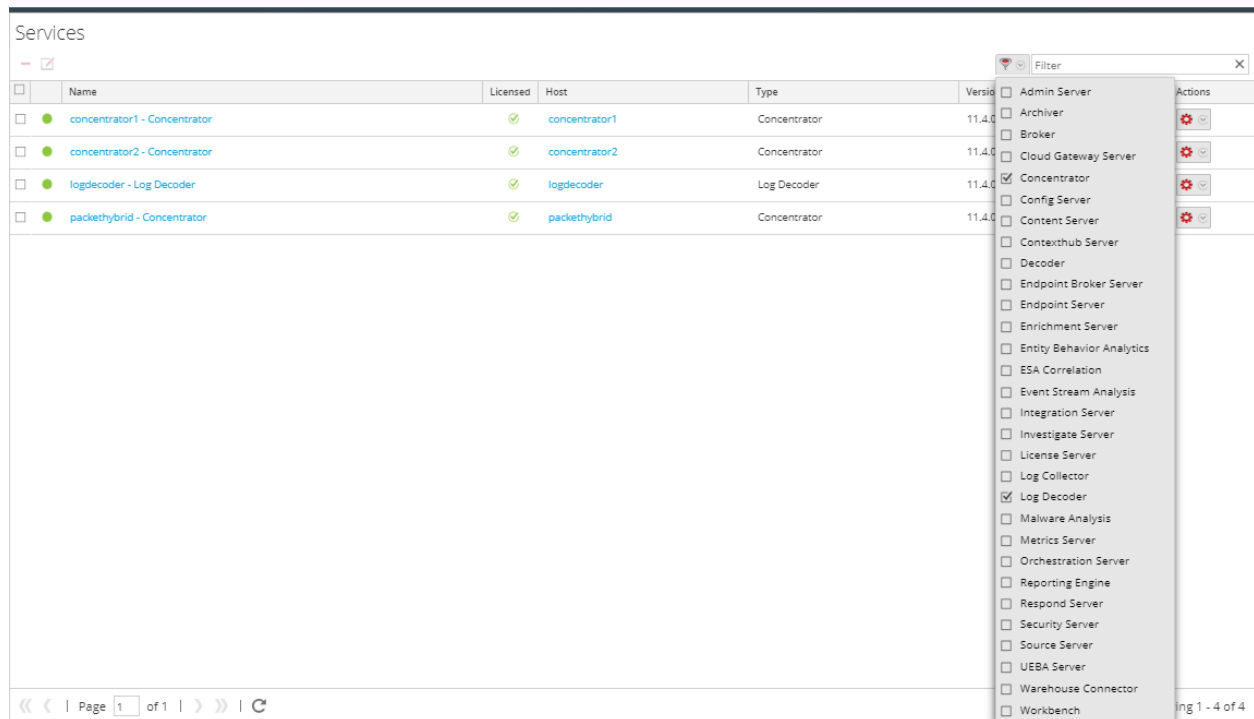 Services
Filter
Name Licensed Host Type Versio Actions
concentrator1 - Concentrator concentrator1 Concentrator 11.4.0
concentrator2 - Concentrator concentrator2 Concentrator 11.4.0
logdecoder - Log Decoder logdecoder Log Decoder 11.4.0
packethybrid - Concentrator packethybrid Concentrator 11.4.0
Admin Server
Archiver
Broker
Cloud Gateway Server
Concentrator
Config Server
Content Server
Contexthub Server
Decoder
Endpoint Broker Server
Endpoint Server
Enrichment Server
Entity Behavior Analytics
ESA Correlation
Event Stream Analysis
Integration Server
Investigate Server
License Server
Log Collector
Log Decoder
Malware Analysis
Metrics Server
Orchestration Server
Reporting Engine
Respond Server
Security Server
Source Server
UEBA Server
Warehouse Connector
Workbench
Page 1 of 1 ing 1 - 4 of 4